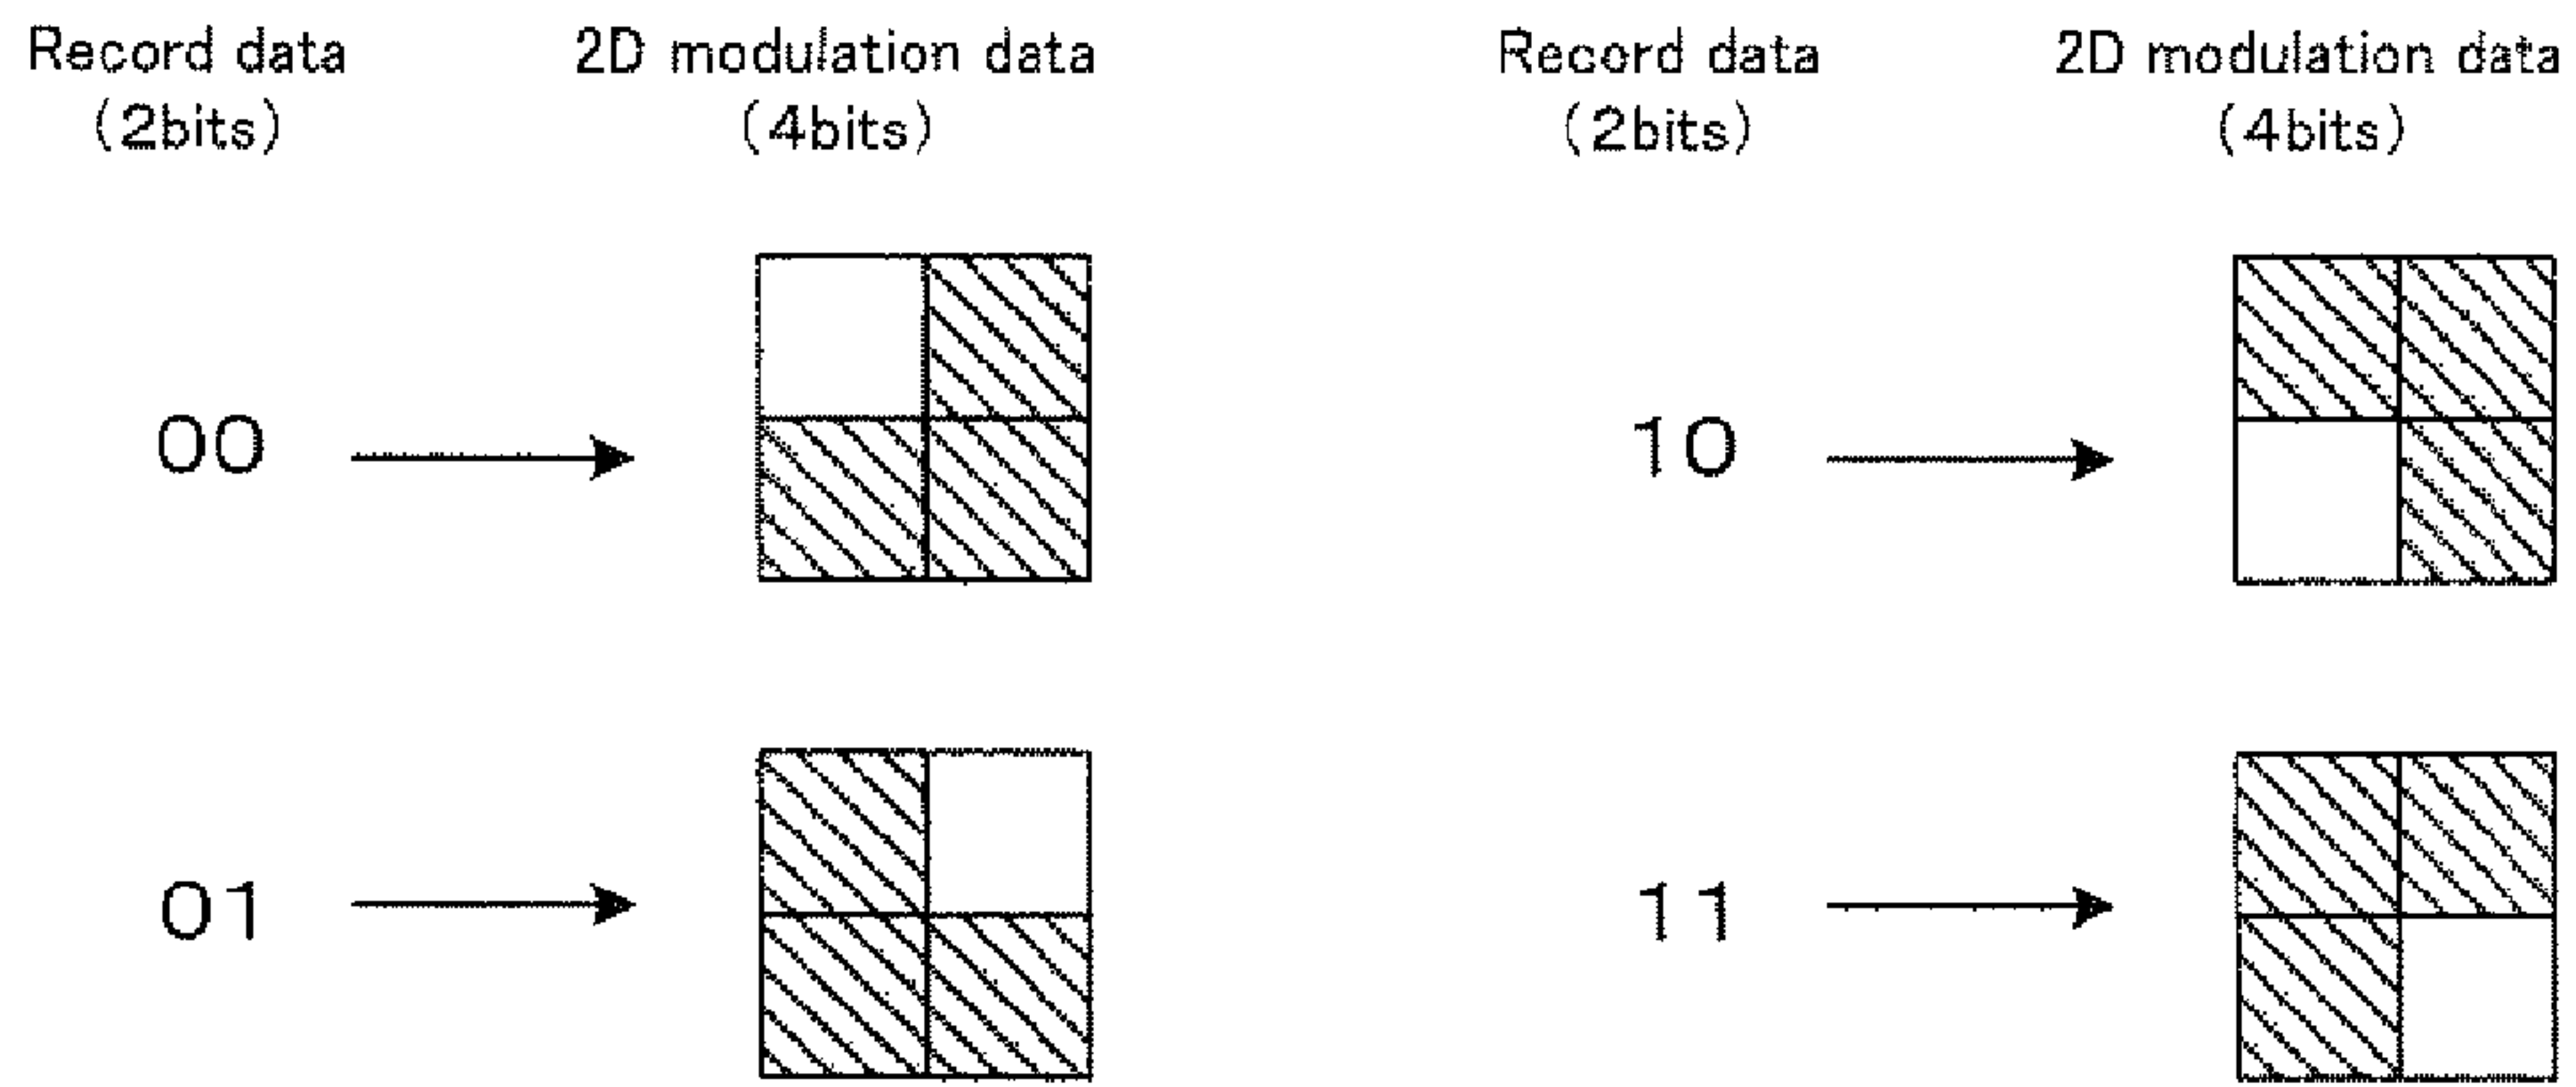 Record data 2D modulation data Record data 2D modulation data
(2bits) (4bits) (2bits) (4bits)
00 10
01 11